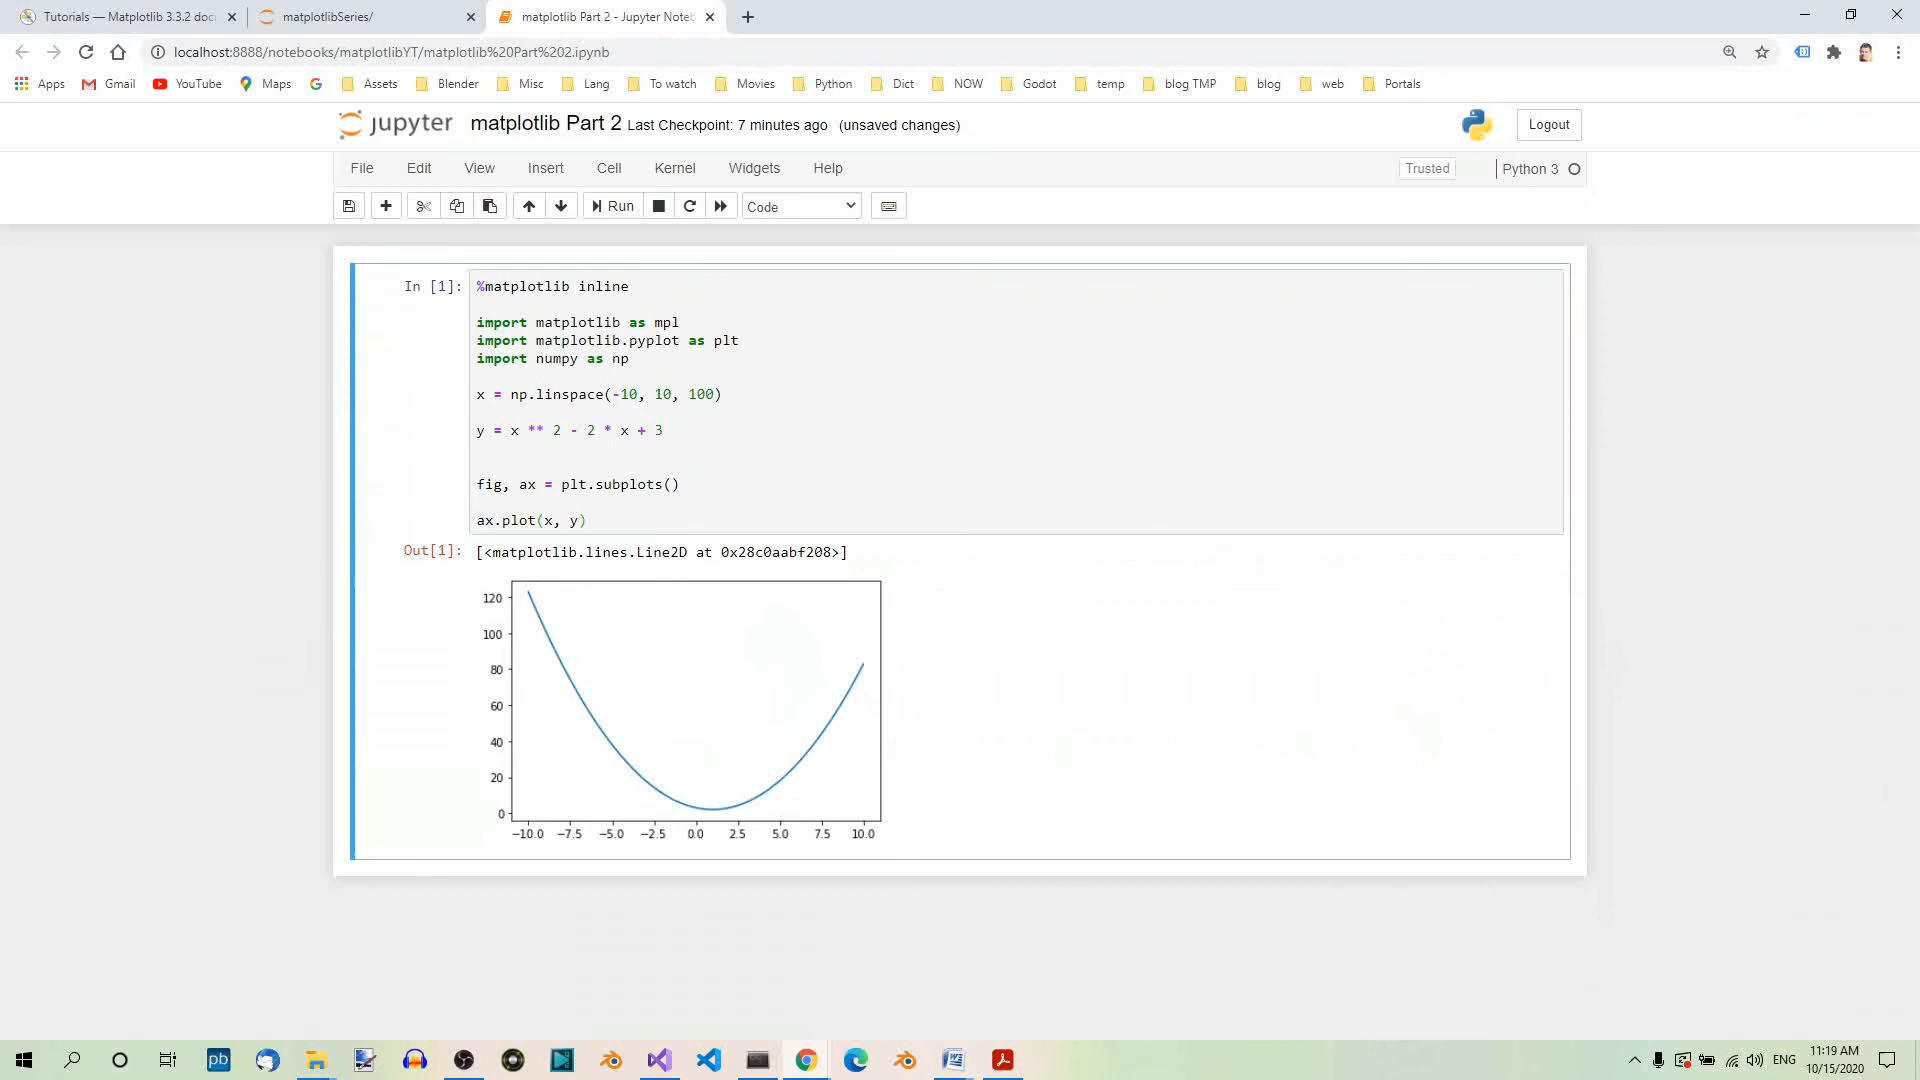 Tutorials — Matplotlib 3.3.2 doc
matplotlibSeries/
matplotlib Part 2 - Jupyter Noteb
localhost:8888/notebooks/matplotlibYT/matplotlib%20Part%202.ipynb
Apps Gmail YouTube Maps Assets Blender Misc Lang To watch Movies Python Dict NOW Godot temp blog TMP blog web Portals
jupyter matplotlib Part 2 Last Checkpoint: 7 minutes ago (unsaved changes) Logout
File Edit View Insert Cell Kernel Widgets Help Trusted Python 3
Run Code
In [1]: %matplotlib inline
import matplotlib as mpl
import matplotlib.pyplot as plt
import numpy as np
x = np.linspace(-10, 10, 100)
y = x ** 2 - 2 * x + 3
fig, ax = plt.subplots()
ax.plot(x, y)
Out[1]: [<matplotlib.lines.Line2D at 0x28c0aabf208>]
120
100
80
60
40
20
0
−10.0 −7.5 −5.0 −2.5 0.0 2.5 5.0 7.5 10.0
pb
ENG
11:19 AM
10/15/2020